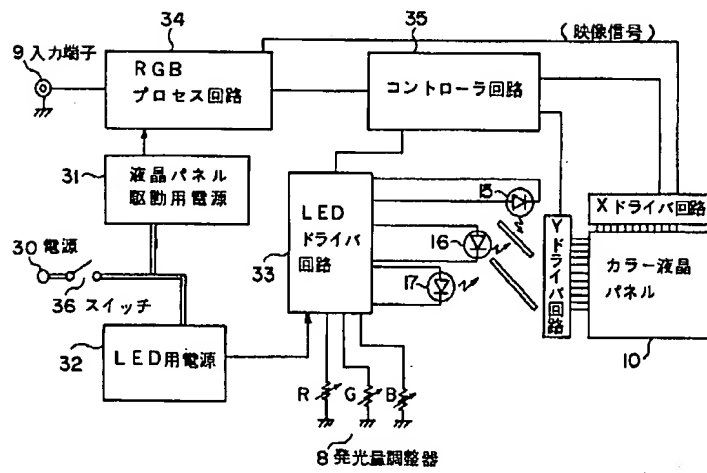 34
35
（映像信号）
9 入力端子
RGB
プロセス回路
コントローラ回路
31
液晶パネル
駆動用電源
15
Xドライバ回路
LED
ドライバ
回路
16
Yドライバ回路
カラー液晶
パネル
30 電源
33
17
36 スイッチ
32
LED用電源
10
R
G
B
8 発光量調整器